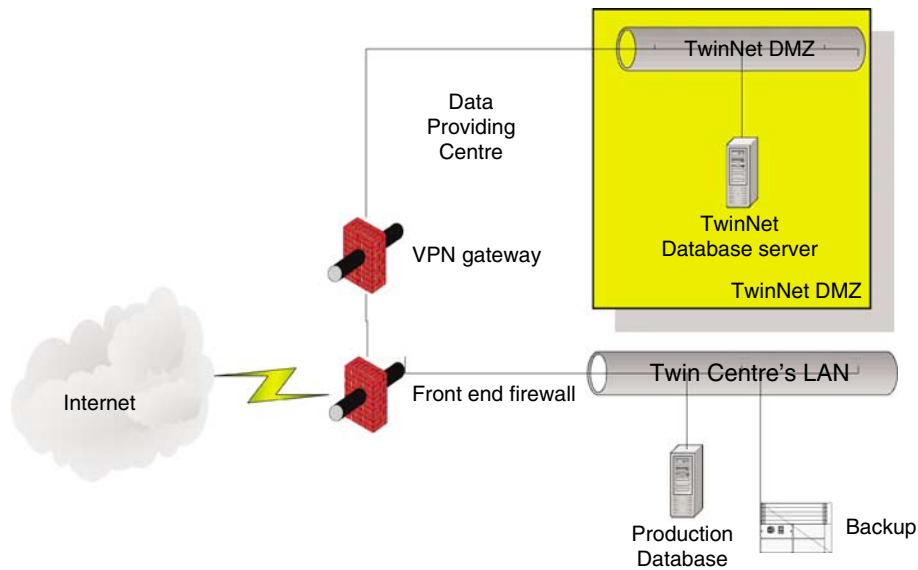 TwinNet DMZ
Data
Providing
Centre
TwinNet
Database server
VPN gateway
TwinNet DMZ
Internet
Front end firewall
Twin Centre's LAN
Production
Database
Backup